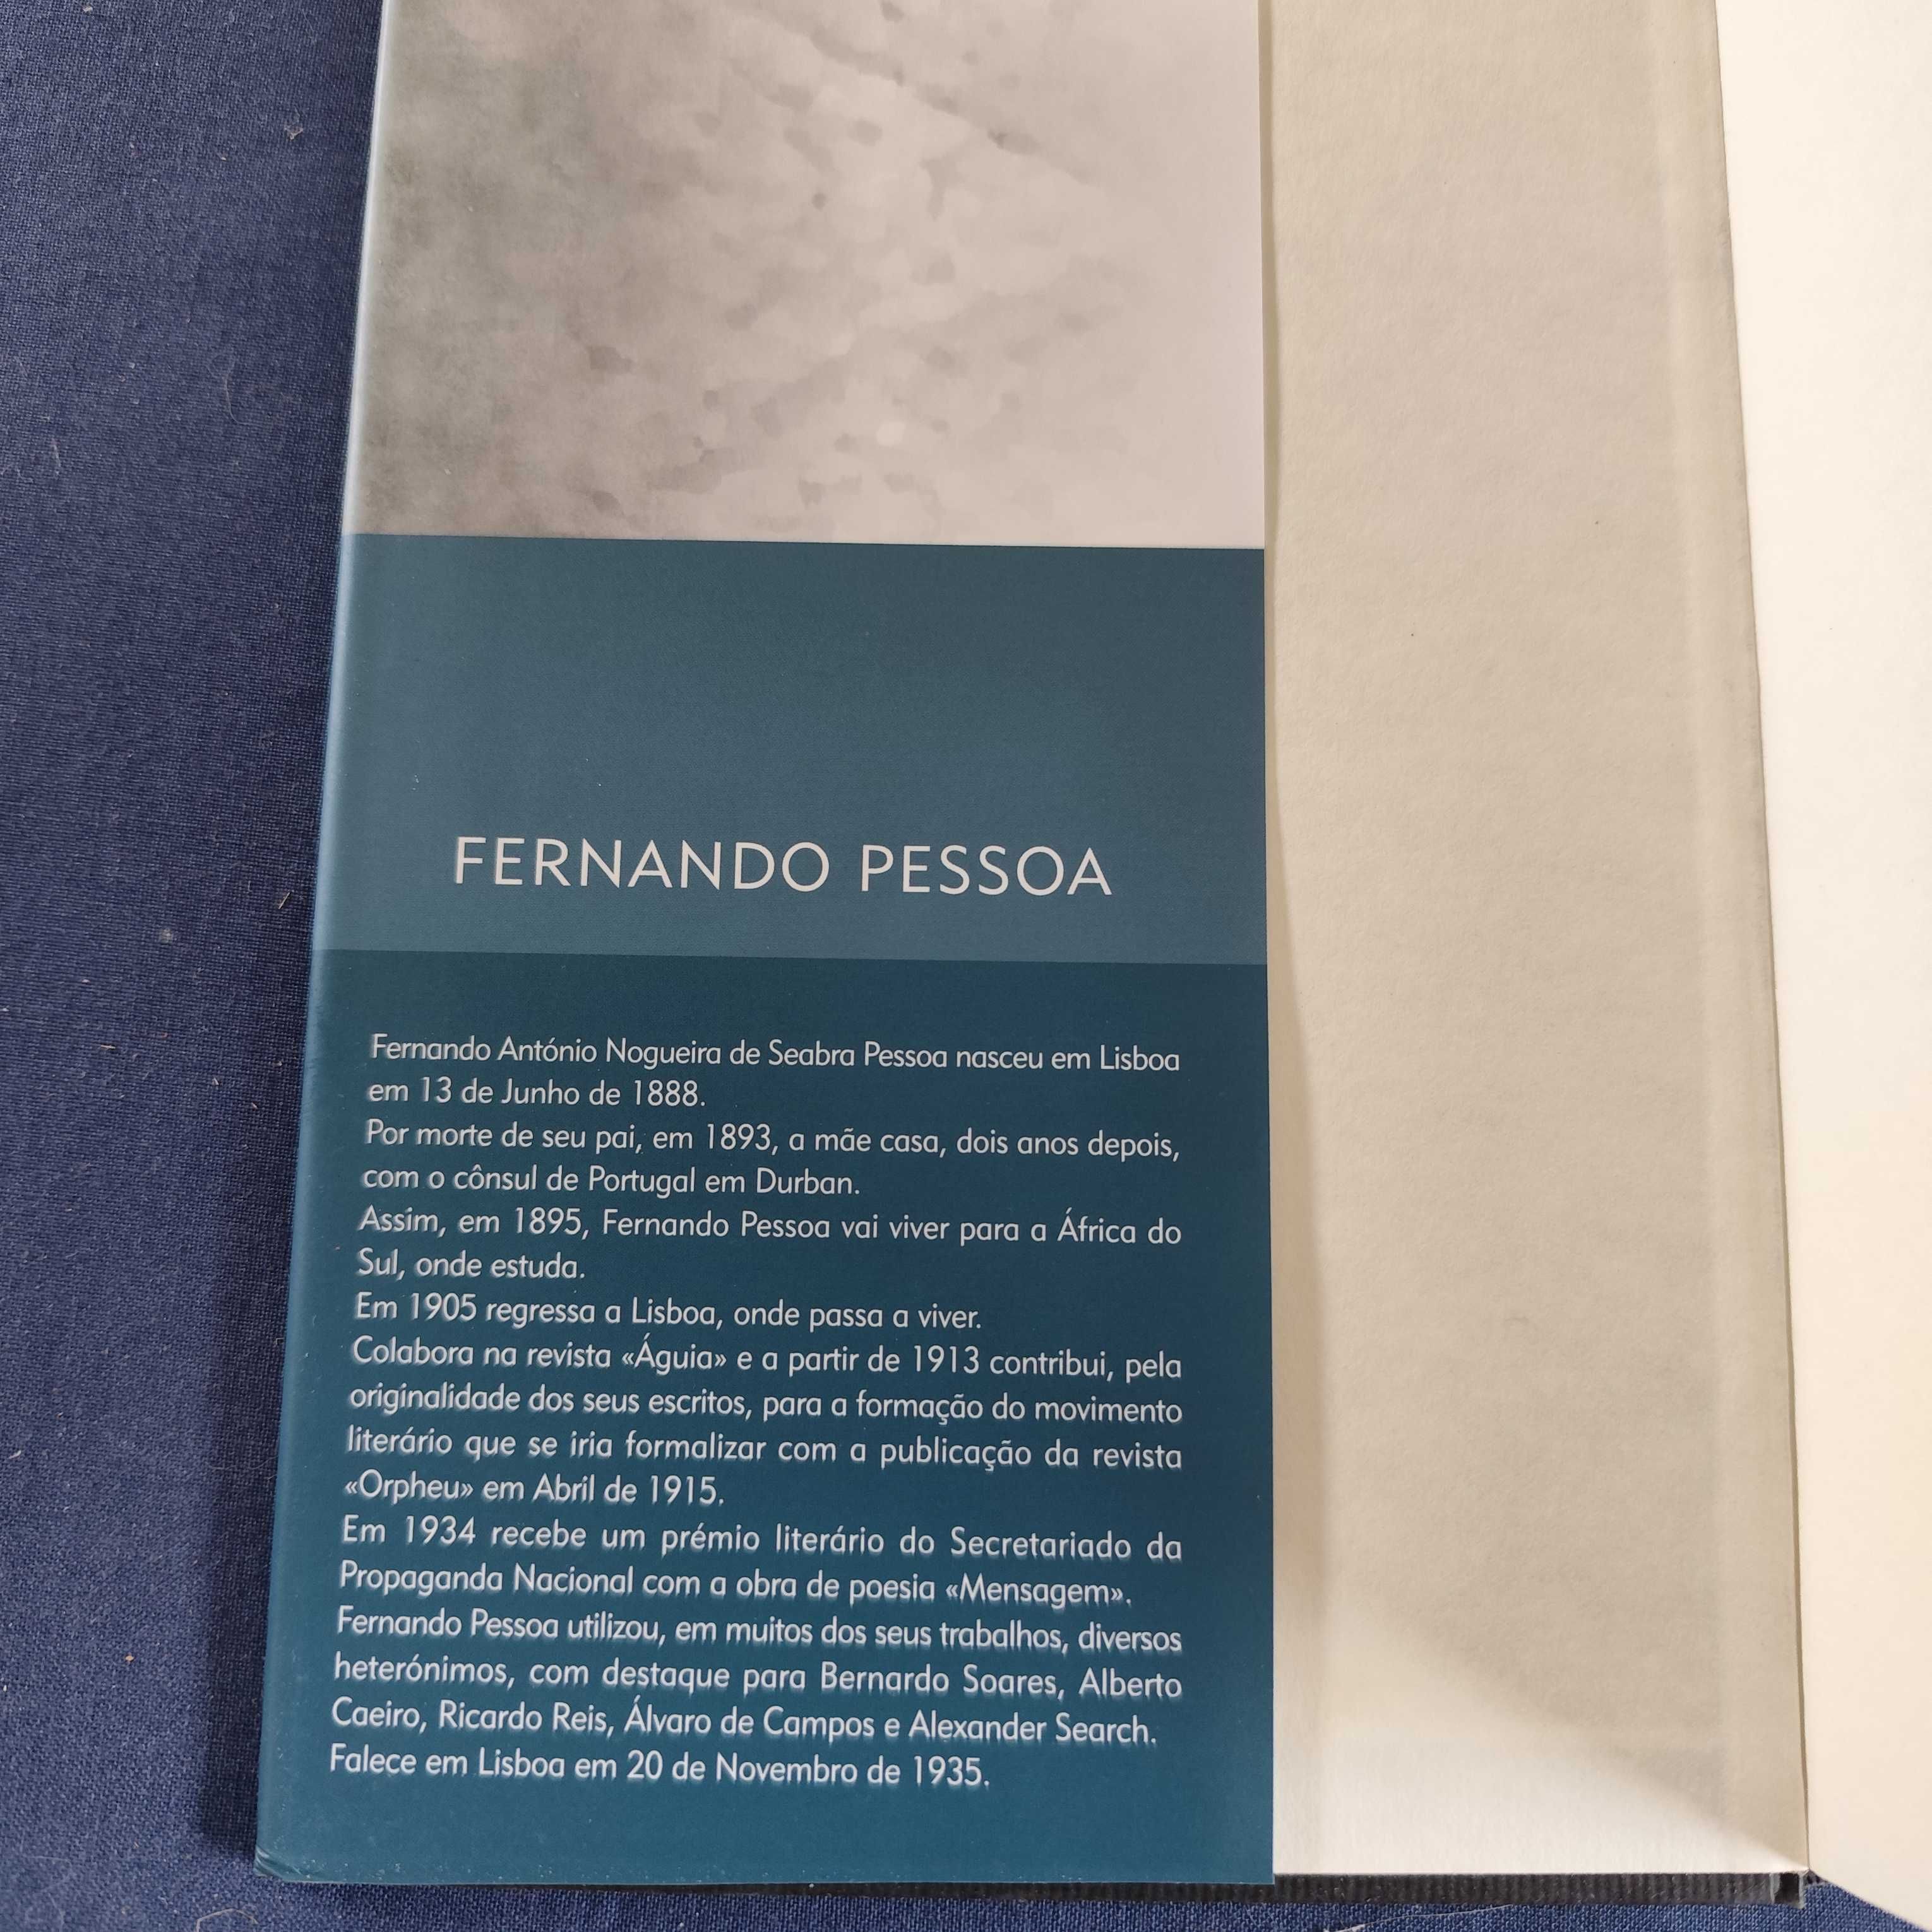 FERNANDO PESSOA
Fernando António Nogueira de Seabra Pessoa nasceu em Lisboa
em 13 de Junho de 1888.
Por morte de seu pai, em 1893, a mãe casa, dois anos depois,
com o cônsul de Portugal em Durban.
Assim, em 1895, Fernando Pessoa vai viver para a África do
Sul, onde estuda.
Em 1905 regressa a Lisboa, onde passa a viver.
Colabora na revista «Águia» e a partir de 1913 contribui, pela
originalidade dos seus escritos, para a formação do movimento
literário que se iria formalizar com a publicação da revista
«Orpheu» em Abril de 1915.
Em 1934 recebe um prémio literário do Secretariado da
Propaganda Nacional com a obra de poesia «Mensagem».
Fernando Pessoa utilizou, em muitos dos seus trabalhos, diversos
heterónimos, com destaque para Bernardo Soares, Alberto
Caeiro, Ricardo Reis, Álvaro de Campos e Alexander Search.
Falece em Lisboa em 20 de Novembro de 1935.